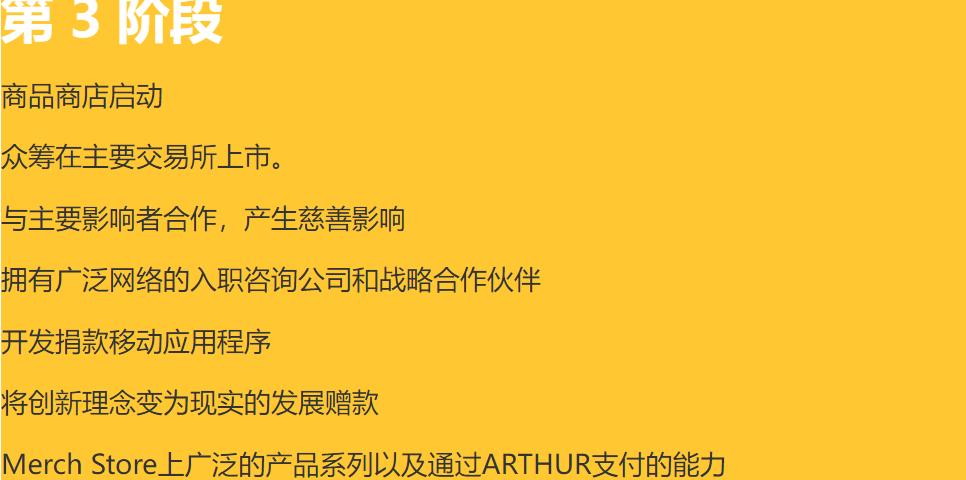 第 3 阶段
商品商店启动
众筹在主要交易所上市。
与主要影响者合作，产生慈善影响
拥有广泛网络的入职咨询公司和战略合作伙伴
开发捐款移动应用程序
将创新理念变为现实的发展赠款
Merch Store上广泛的产品系列以及通过ARTHUR支付的能力